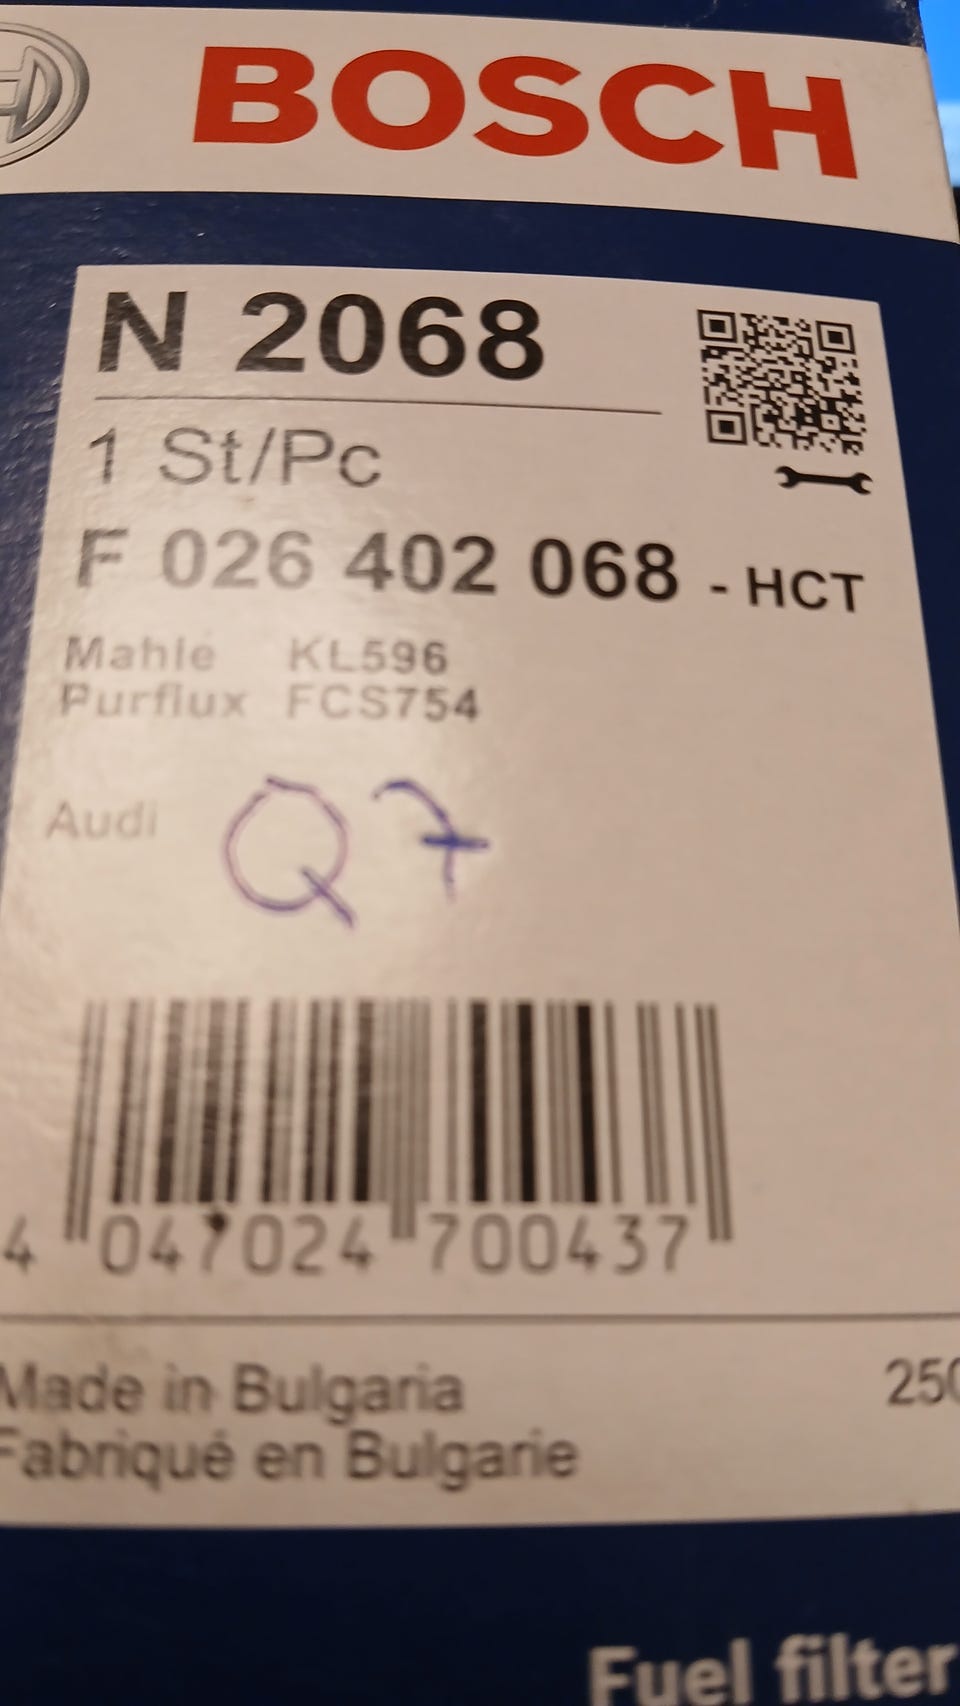 BOSCH
N 2068
1 St/Pc
F 026 402 068 - HCT
Mahle KL596
Purflux FCS754
Audi Q7
4 047024 700437
Made in Bulgaria
Fabriqué en Bulgarie
Fuel filter